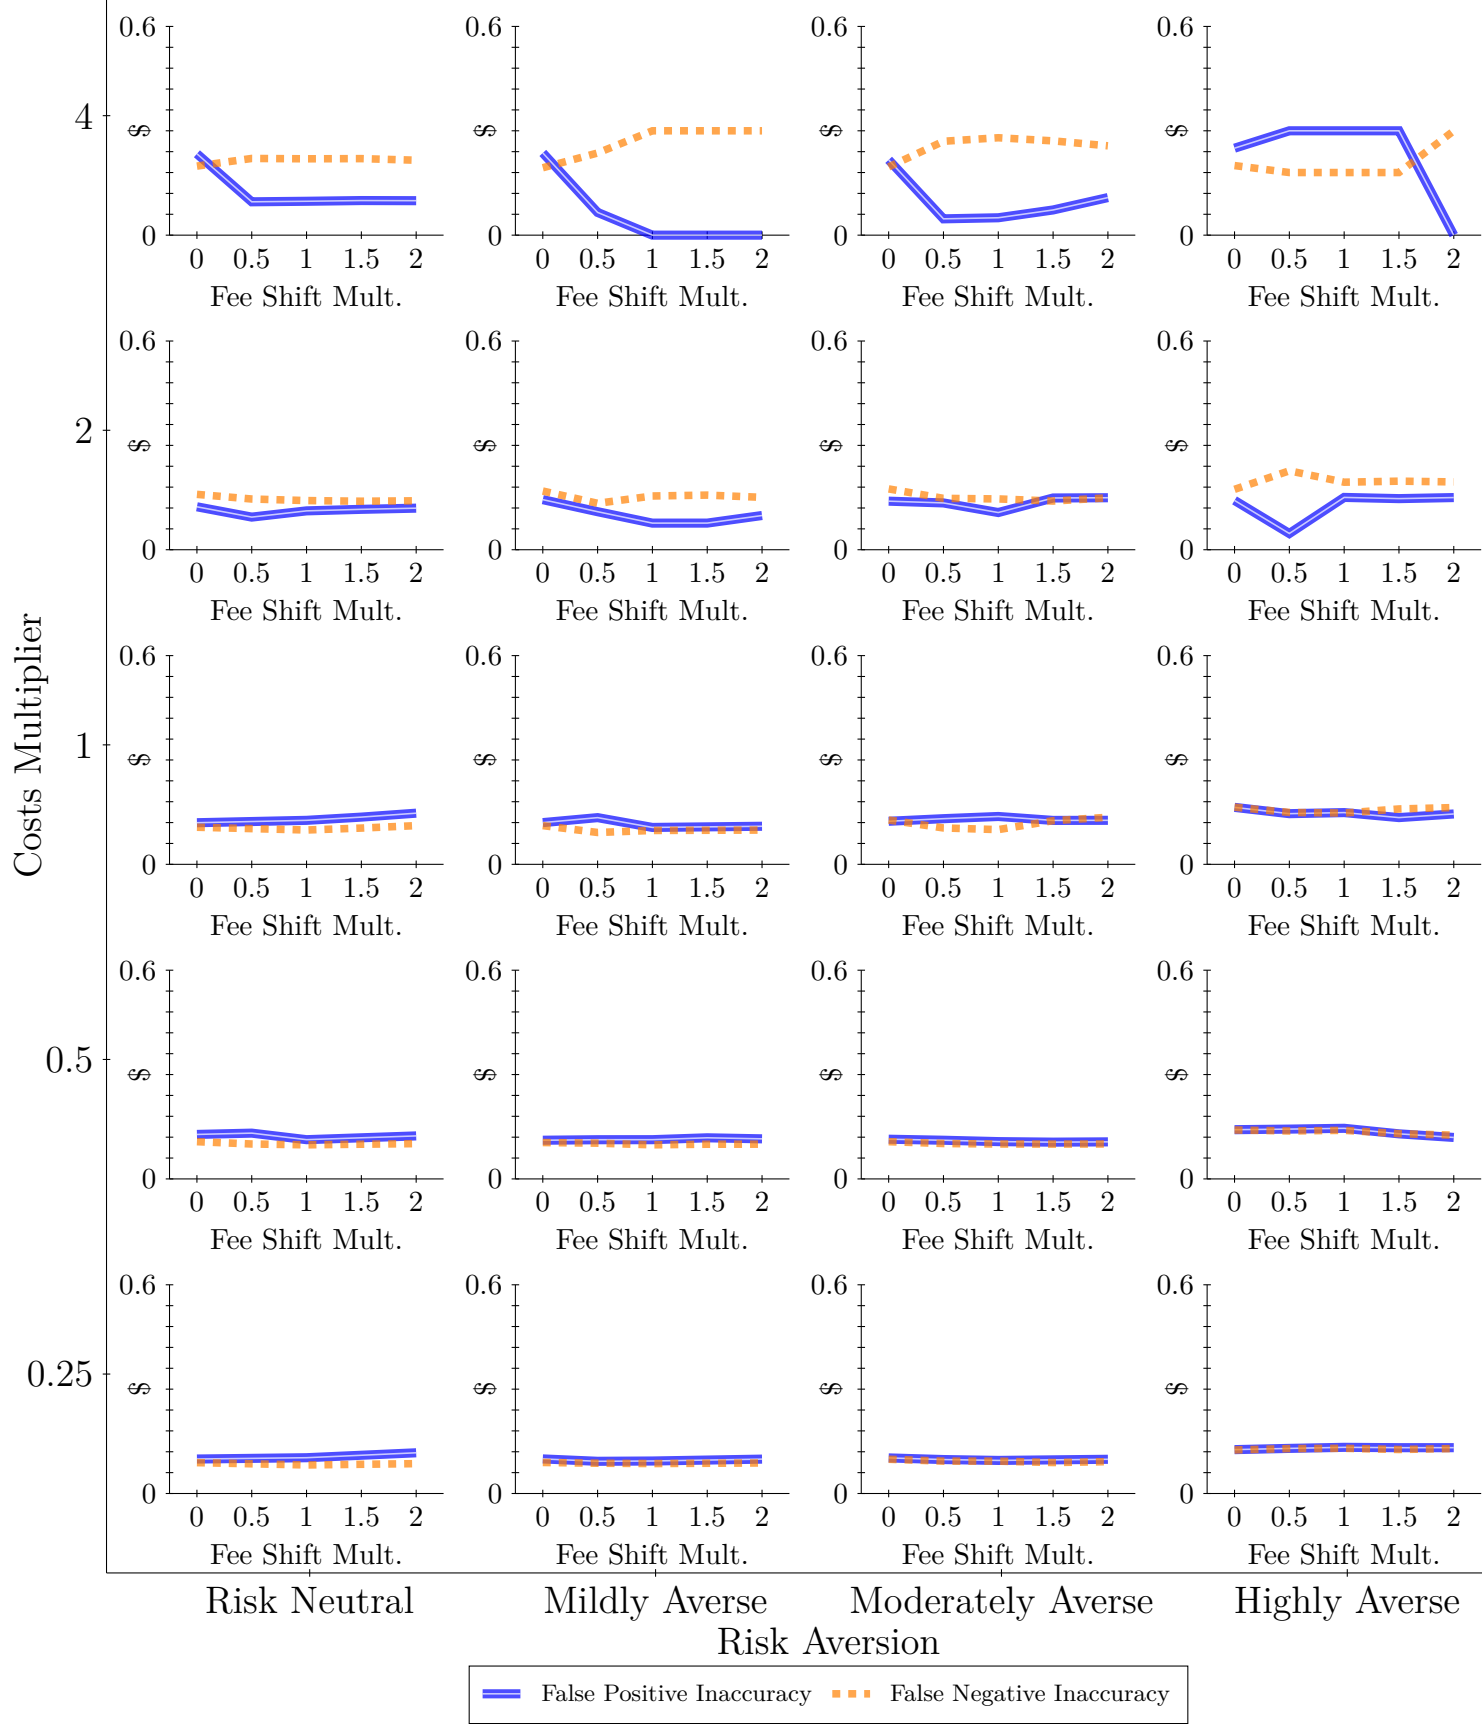 Costs Multiplier
4
0.6
$
0
0 0.5 1 1.5 2
Fee Shift Mult.
0.6
$
0
0 0.5 1 1.5 2
Fee Shift Mult.
0.6
$
0
0 0.5 1 1.5 2
Fee Shift Mult.
0.6
$
0
0 0.5 1 1.5 2
Fee Shift Mult.
2
0.6
$
0
0 0.5 1 1.5 2
Fee Shift Mult.
0.6
$
0
0 0.5 1 1.5 2
Fee Shift Mult.
0.6
$
0
0 0.5 1 1.5 2
Fee Shift Mult.
0.6
$
0
0 0.5 1 1.5 2
Fee Shift Mult.
1
0.6
$
0
0 0.5 1 1.5 2
Fee Shift Mult.
0.6
$
0
0 0.5 1 1.5 2
Fee Shift Mult.
0.6
$
0
0 0.5 1 1.5 2
Fee Shift Mult.
0.6
$
0
0 0.5 1 1.5 2
Fee Shift Mult.
0.5
0.6
$
0
0 0.5 1 1.5 2
Fee Shift Mult.
0.6
$
0
0 0.5 1 1.5 2
Fee Shift Mult.
0.6
$
0
0 0.5 1 1.5 2
Fee Shift Mult.
0.6
$
0
0 0.5 1 1.5 2
Fee Shift Mult.
0.25
0.6
$
0
0 0.5 1 1.5 2
Fee Shift Mult.
0.6
$
0
0 0.5 1 1.5 2
Fee Shift Mult.
0.6
$
0
0 0.5 1 1.5 2
Fee Shift Mult.
0.6
$
0
0 0.5 1 1.5 2
Fee Shift Mult.
Risk Neutral
Mildly Averse
Moderately Averse
Highly Averse
Risk Aversion
False Positive Inaccuracy
False Negative Inaccuracy